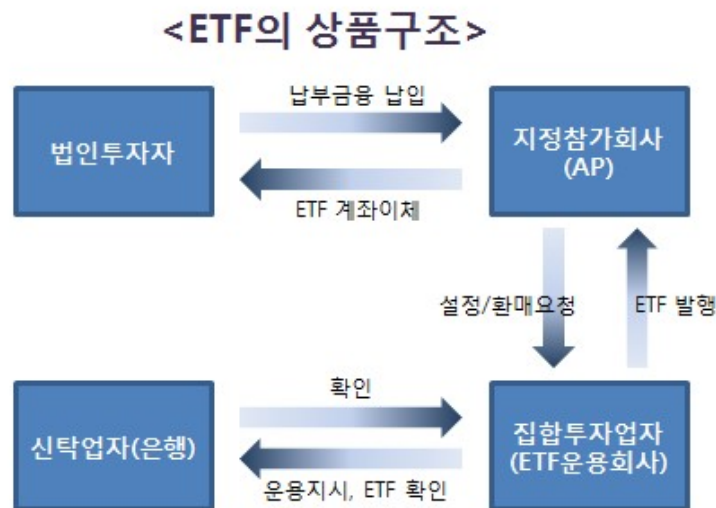 <ETF의 상품구조>
납부금용 납입
법인투자자
지정참가회사
(AP)
ETF 계좌이체
설정/환매요청
ETF 발행
확인
신탁업자(은행)
집합투자업자
(ETF운용회사)
운용지시, ETF 확인